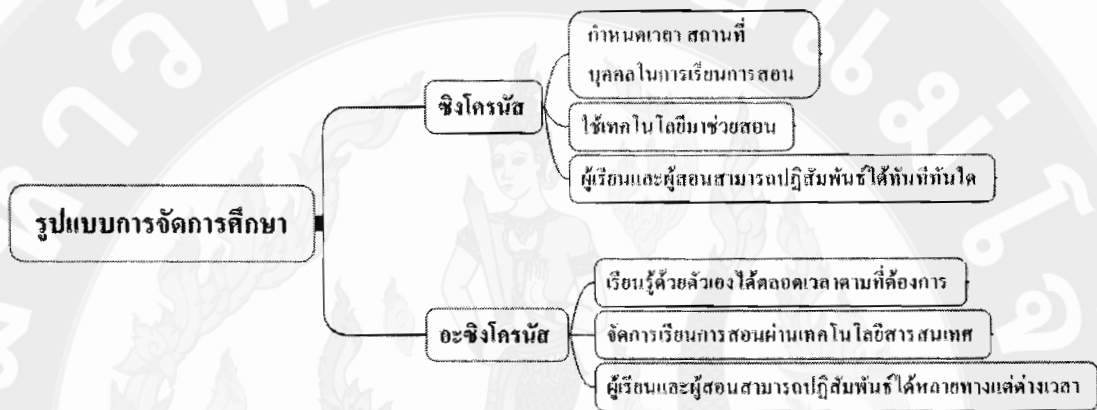 กำหนดเวลา สถานที่
บุคคลในการเรียนการสอน
ซิงโครนัส
ใช้เทคโนโลยีมาช่วยสอน
ผู้เรียนและผู้สอนสามารถปฏิสัมพันธ์ได้ทันทีทันใด
รูปแบบการจัดการศึกษา
เรียนรู้ด้วยตัวเองได้ตลอดเวลาตามที่ต้องการ
อะซิงโครนัส
จัดการเรียนการสอนผ่านเทคโนโลยีสารสนเทศ
ผู้เรียนและผู้สอนสามารถปฏิสัมพันธ์ได้หลายทางแต่ต่างเวลา